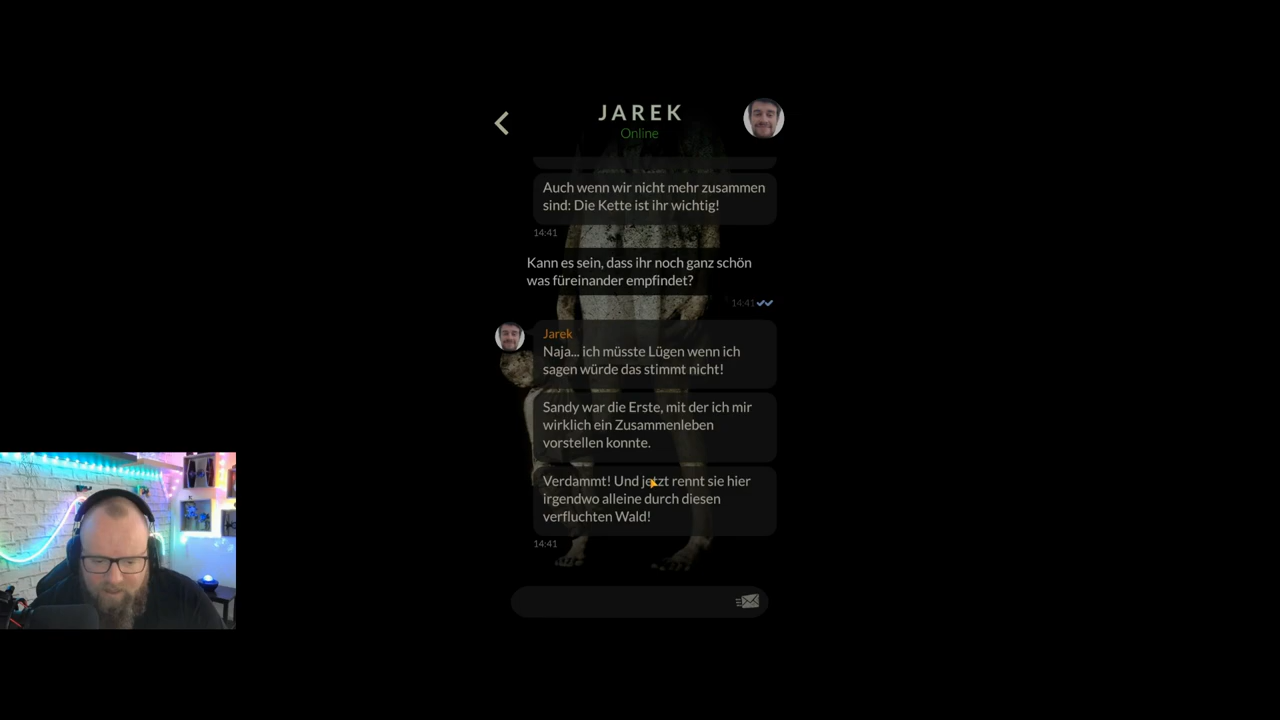 JAREK
Online
Auch wenn wir nicht mehr zusammen
sind: Die Kette ist ihr wichtig!
14:41
Kann es sein, dass ihr noch ganz schön
was füreinander empfindet?
14:41
Jarek
Naja... ich müsste Lügen wenn ich
sagen würde das stimmt nicht!
Sandy war die Erste, mit der ich mir
wirklich ein Zusammenleben
vorstellen konnte.
Verdammt! Und jetzt rennt sie hier
irgendwo alleine durch diesen
verfluchten Wald!
14:41